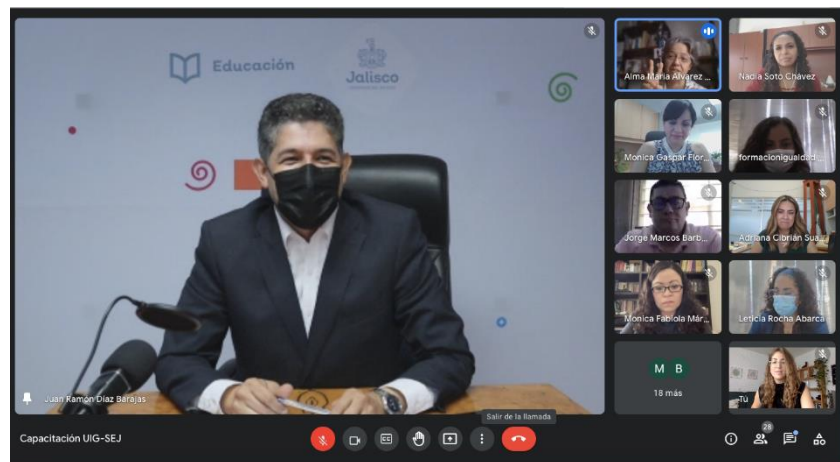 Educación
Jalisco
Juan Ramón Díaz Barajas
Alma María Alvarez ...
Nadia Soto Chávez
Monica Gaspar Flor...
formacionigualdad...
Jorge Marcos Barb...
Adriana Cibrián Sua...
Monica Fabiola Már...
Leticia Rocha Abarca
M B
18 más
Tú
Salir de la llamada
Capacitación UIG-SEJ
CC
28